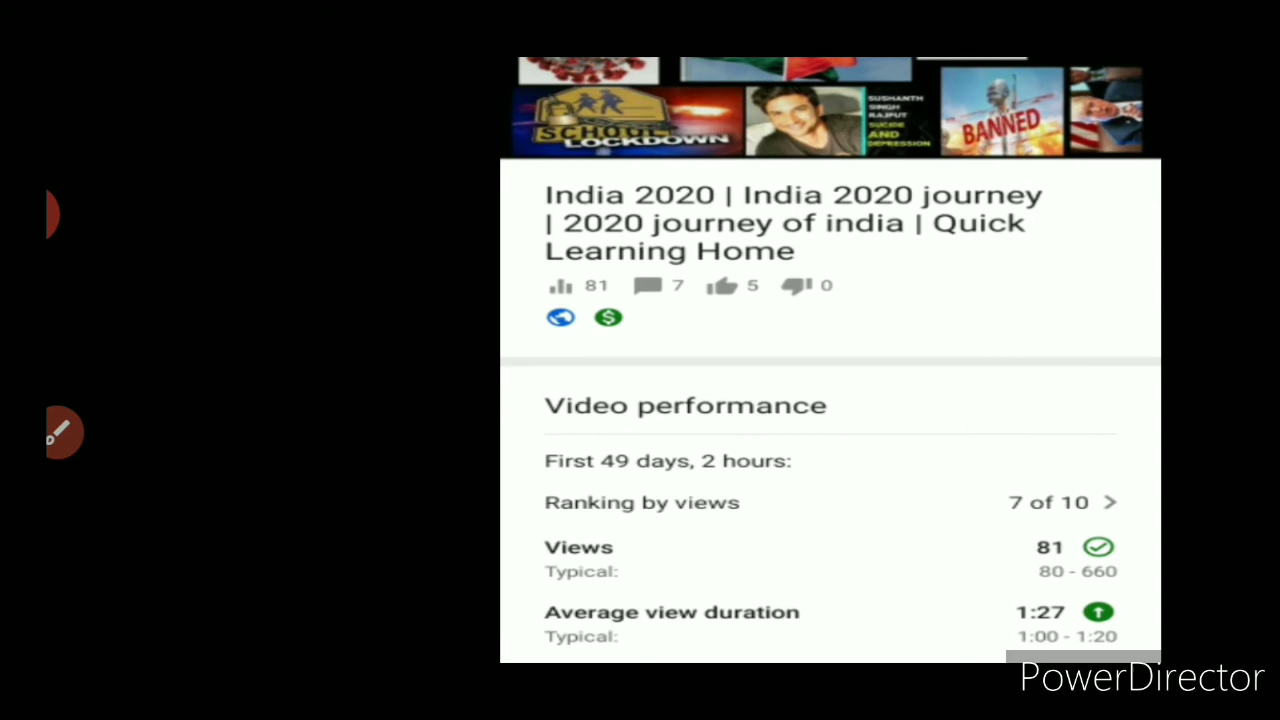 SCHOOL
LOCKDOWN
SUSHANTH
SINGH
RAJPUT
SUCIDE
AND
DEPRESSION
BANNED
India 2020 | India 2020 journey
| 2020 journey of india | Quick
Learning Home
81 7 5 0
Video performance
First 49 days, 2 hours:
Ranking by views 7 of 10 >
Views 81
Typical: 80 - 660
Average view duration 1:27
Typical: 1:00 - 1:20
PowerDirector